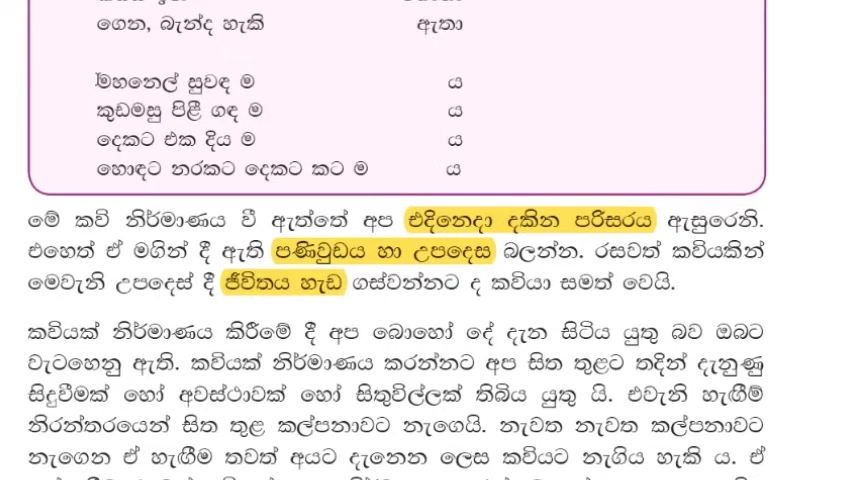 ගෙන, බැන්ද හැකි ඇතා
මහනෙල් සුවඳ ම ය
කුඩමසු පිළී ගඳ ම ය
දෙකට එක දිය ම ය
හොඳට නරකට දෙකට කට ම ය
මේ කවි නිර්මාණය වී ඇත්තේ අප එදිනෙදා දකින පරිසරය ඇසුරෙනි.
එහෙත් ඒ මගින් දී ඇති පණිවුඩය හා උපදෙස බලන්න. රසවත් කවියකින්
මෙවැනි උපදෙස් දී ජීවිතය හැඩ ගස්වන්නට ද කවියා සමත් වෙයි.
කවියක් නිර්මාණය කිරීමේ දී අප බොහෝ දේ දැන සිටිය යුතු බව ඔබට
වැටහෙනු ඇති. කවියක් නිර්මාණය කරන්නට අප සිත තුළට තදින් දැනුණු
සිදුවීමක් හෝ අවස්ථාවක් හෝ සිතුවිල්ලක් තිබිය යුතු යි. එවැනි හැඟීම්
නිරන්තරයෙන් සිත තුළ කල්පනාවට නැගෙයි. නැවත නැවත කල්පනාවට
නැගෙන ඒ හැඟීම තවත් අයට දැනෙන ලෙස කවියට නැගිය හැකි ය. ඒ